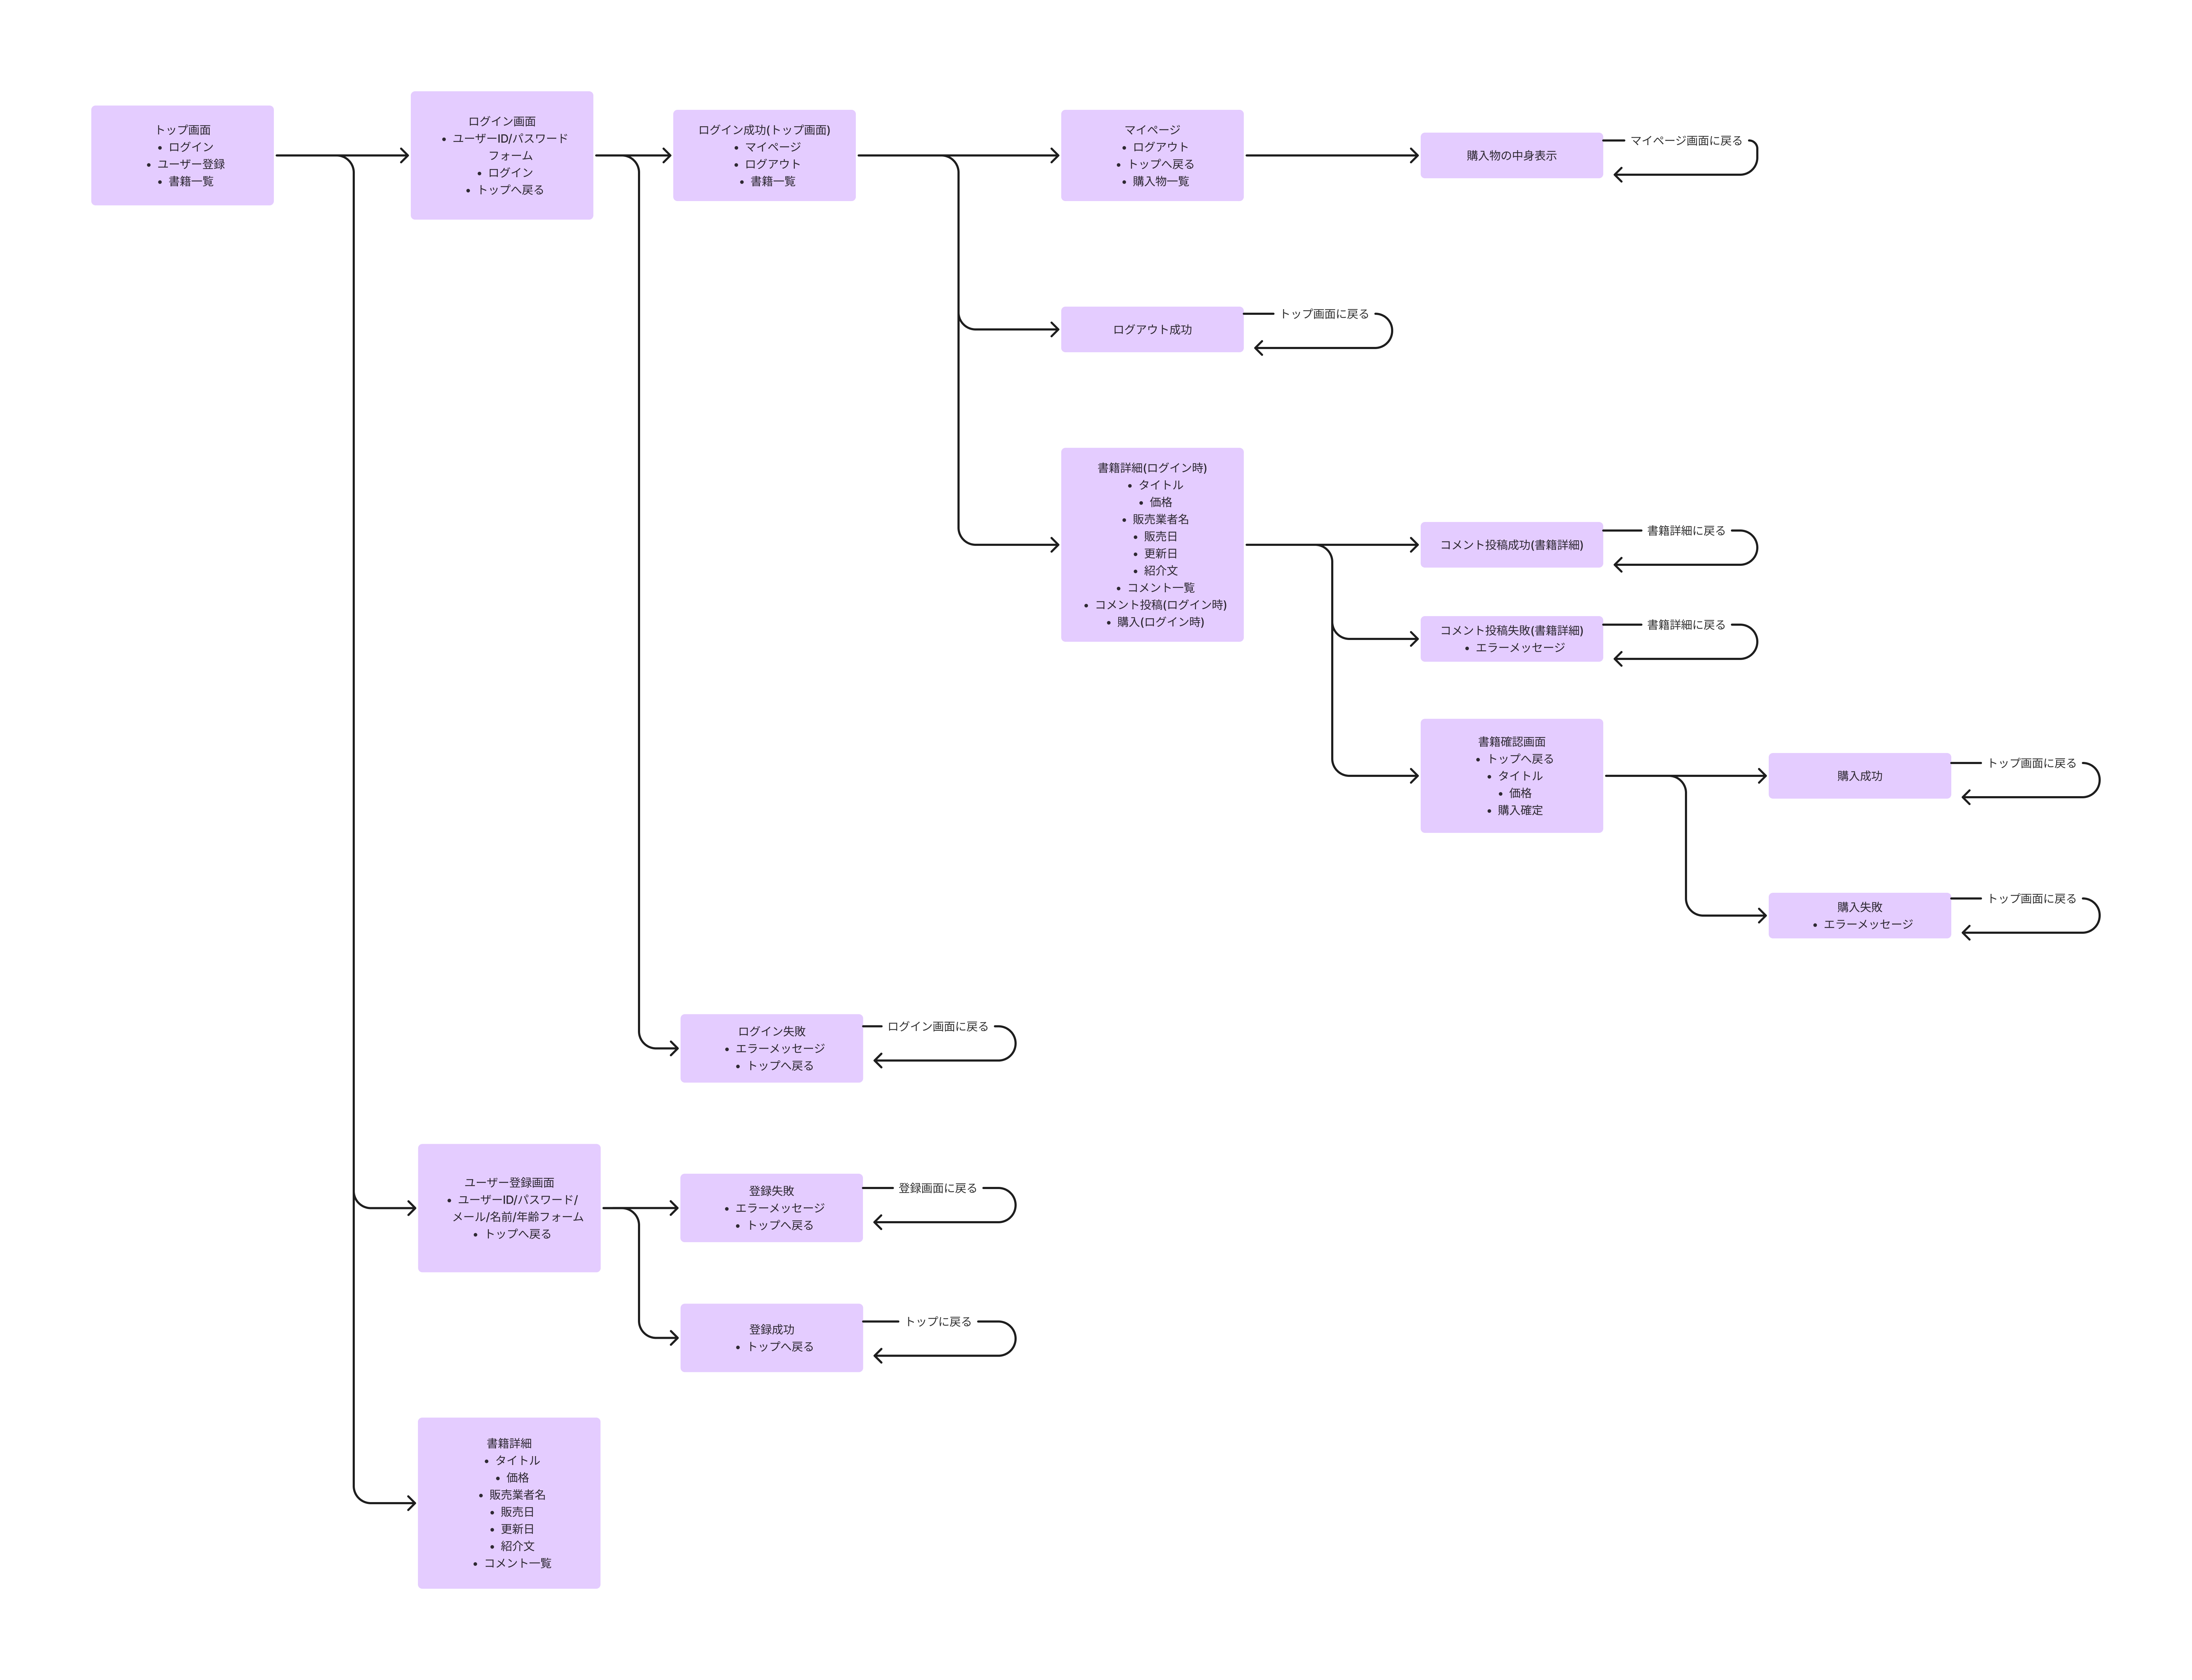 トップ画面
• ログイン
• ユーザー登録
• 書籍一覧
ログイン画面
• ユーザーID/パスワード
フォーム
• ログイン
• トップへ戻る
ログイン成功(トップ画面)
• マイページ
• ログアウト
• 書籍一覧
マイページ
• ログアウト
• トップへ戻る
• 購入物一覧
購入物の中身表示
マイページ画面に戻る
ログアウト成功
トップ画面に戻る
書籍詳細(ログイン時)
• タイトル
• 価格
• 販売業者名
• 販売日
• 更新日
• 紹介文
• コメント一覧
• コメント投稿(ログイン時)
• 購入(ログイン時)
コメント投稿成功(書籍詳細)
書籍詳細に戻る
コメント投稿失敗(書籍詳細)
• エラーメッセージ
書籍詳細に戻る
書籍確認画面
• トップへ戻る
• タイトル
• 価格
• 購入確定
購入成功
トップ画面に戻る
購入失敗
• エラーメッセージ
トップ画面に戻る
ログイン失敗
• エラーメッセージ
• トップへ戻る
ログイン画面に戻る
ユーザー登録画面
• ユーザーID/パスワード/
メール/名前/年齢フォーム
• トップへ戻る
登録失敗
• エラーメッセージ
• トップへ戻る
登録画面に戻る
登録成功
• トップへ戻る
トップに戻る
書籍詳細
• タイトル
• 価格
• 販売業者名
• 販売日
• 更新日
• 紹介文
• コメント一覧